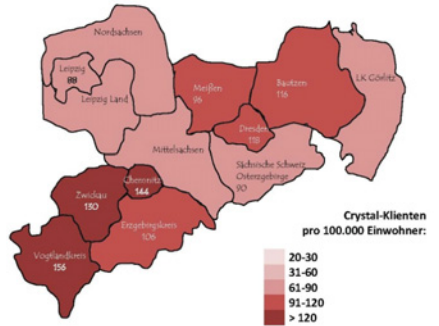 Nordsachsen
Leipzig
88
Leipzig Land
Meißen
96
Bautzen
116
LK Görlitz
Dresden
118
Mittelsachsen
Sächsische Schweiz
Osterzgebirge
90
Chemnitz
144
Zwickau
130
Erzgebirgskreis
106
Vogtlandkreis
156
Crystal-Klienten
pro 100.000 Einwohner:
20-30
31-60
61-90
91-120
> 120